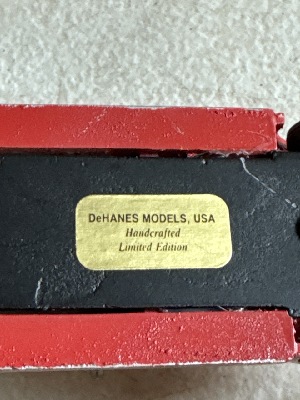 DeHANES MODELS, USA
Handcrafted
Limited Edition